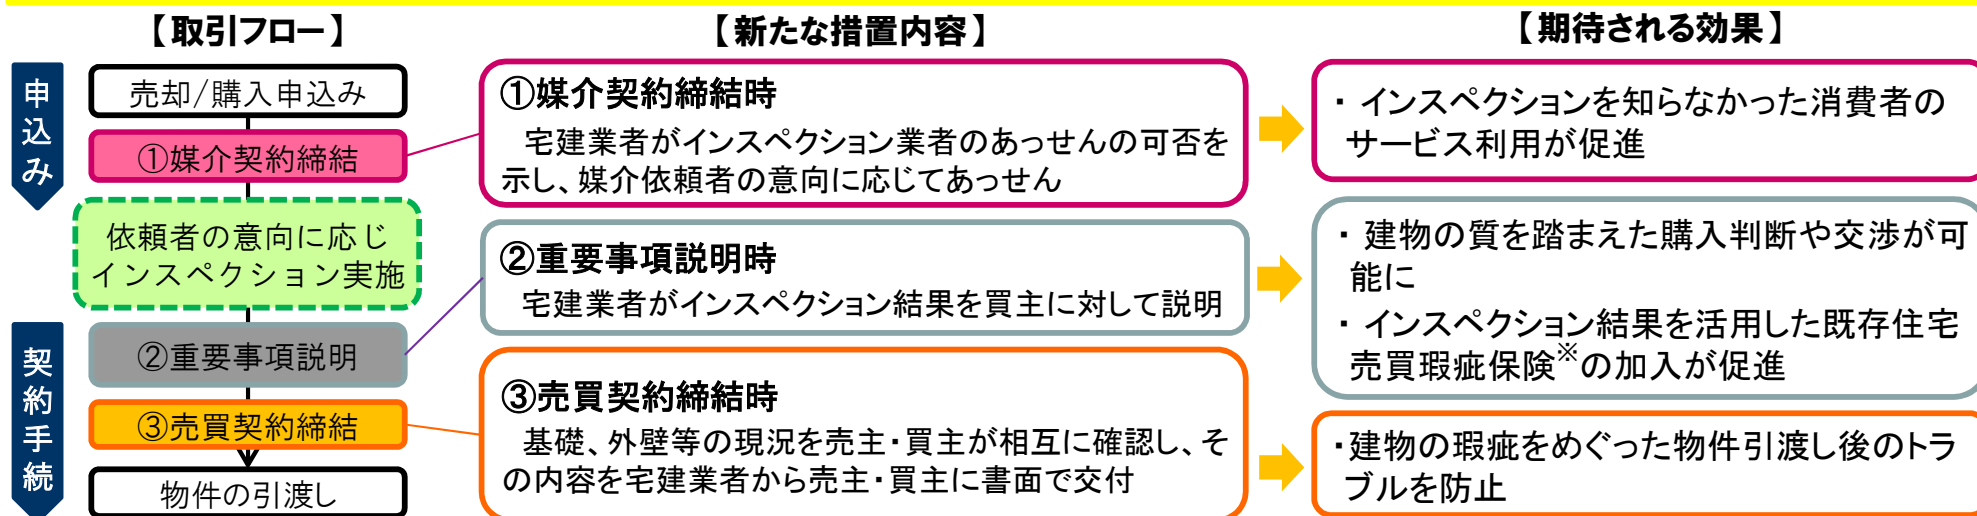 【取引フロー】
【新たな措置内容】
【期待される効果】
申込み
売却/購入申込み
①媒介契約締結
依頼者の意向に応じ
インスペクション実施
契約手続
②重要事項説明
③売買契約締結
物件の引渡し
①媒介契約締結時
宅建業者がインスペクション業者のあっせんの可否を
示し、媒介依頼者の意向に応じてあっせん
②重要事項説明時
宅建業者がインスペクション結果を買主に対して説明
③売買契約締結時
基礎、外壁等の現況を売主・買主が相互に確認し、そ
の内容を宅建業者から売主・買主に書面で交付
・ インスペクションを知らなかった消費者の
サービス利用が促進
・ 建物の質を踏まえた購入判断や交渉が可
能に
・ インスペクション結果を活用した既存住宅
売買瑕疵保険※の加入が促進
・建物の瑕疵をめぐった物件引渡し後のトラ
ブルを防止